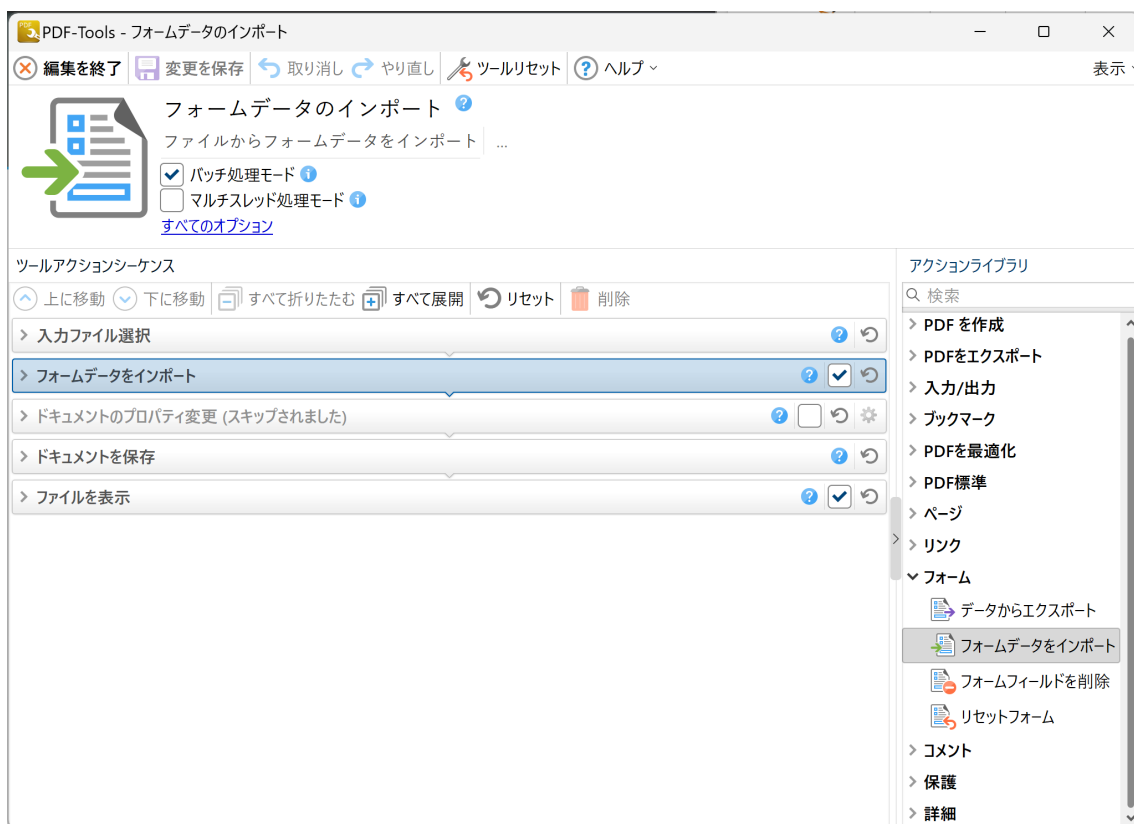 PDF-Tools - フォームデータのインポート
編集を終了 変更を保存 取り消し やり直し ツールリセット ヘルプ 表示
フォームデータのインポート
ファイルからフォームデータをインポート ...
バッチ処理モード
マルチスレッド処理モード
すべてのオプション
ツールアクションシーケンス
上に移動 下に移動 すべて折りたたむ すべて展開 リセット 削除
入力ファイル選択
フォームデータをインポート
ドキュメントのプロパティ変更 (スキップされました)
ドキュメントを保存
ファイルを表示
アクションライブラリ
検索
PDF を作成
PDFをエクスポート
入力/出力
ブックマーク
PDFを最適化
PDF標準
ページ
リンク
フォーム
データからエクスポート
フォームデータをインポート
フォームフィールドを削除
リセットフォーム
コメント
保護
詳細